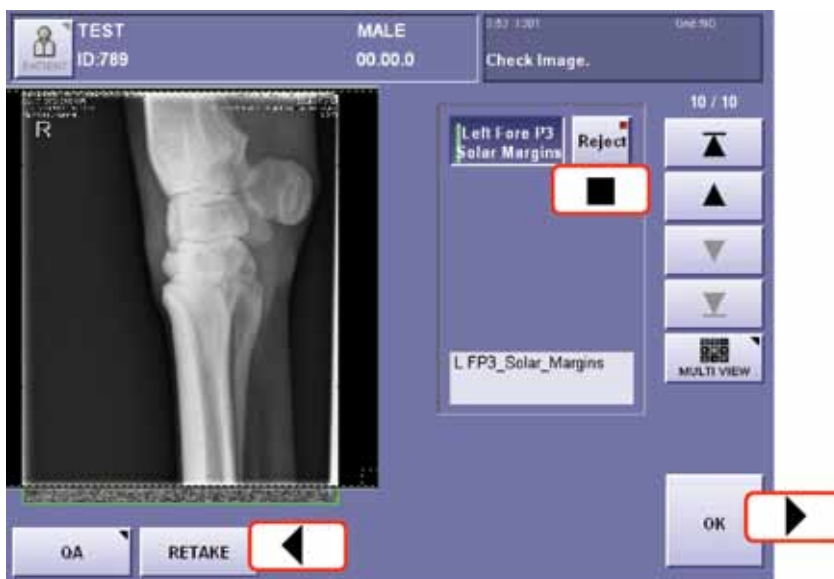 TEST
ID:789
MALE
00.00.0
Check Image.
10 / 10
R
Left Fore P3
Solar Margins
Reject
MULTI VIEW
L FP3_Solar_Margins
OK
QA
RETAKE